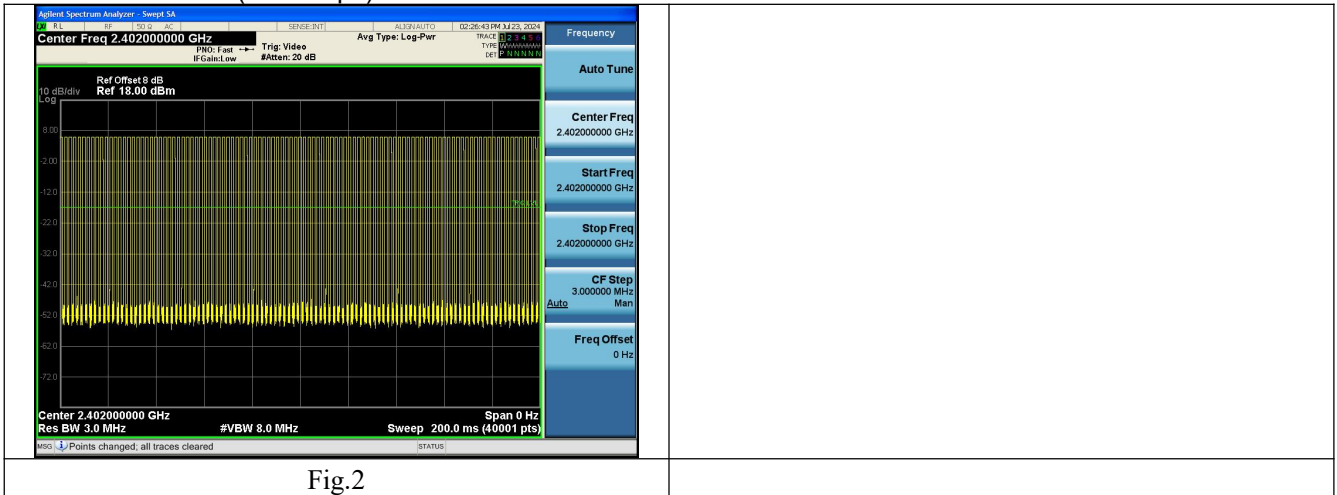 Agilent Spectrum Analyzer - Swept SA
RL RF 50 Ω AC SENSE:INT ALIGN AUTO 02:26:43 PM Jul 23, 2024
Center Freq 2.402000000 GHz
PNO: Fast
IFGain:Low
Trig: Video
#Atten: 20 dB
Avg Type: Log-Pwr
TRACE 1 2 3 4 5 6
TYPE
DET P N N N N N
Ref Offset 8 dB
10 dB/div Ref 18.00 dBm
Log
8.00
-2.00
-12.0
-22.0
-32.0
-42.0
-52.0
-62.0
-72.0
Center 2.402000000 GHz Span 0 Hz
Res BW 3.0 MHz #VBW 8.0 MHz Sweep 200.0 ms (40001 pts)
MSG Points changed; all traces cleared STATUS
Frequency
Auto Tune
Center Freq
2.402000000 GHz
Start Freq
2.402000000 GHz
Stop Freq
2.402000000 GHz
CF Step
3.000000 MHz
Auto Man
Freq Offset
0 Hz
Fig.2